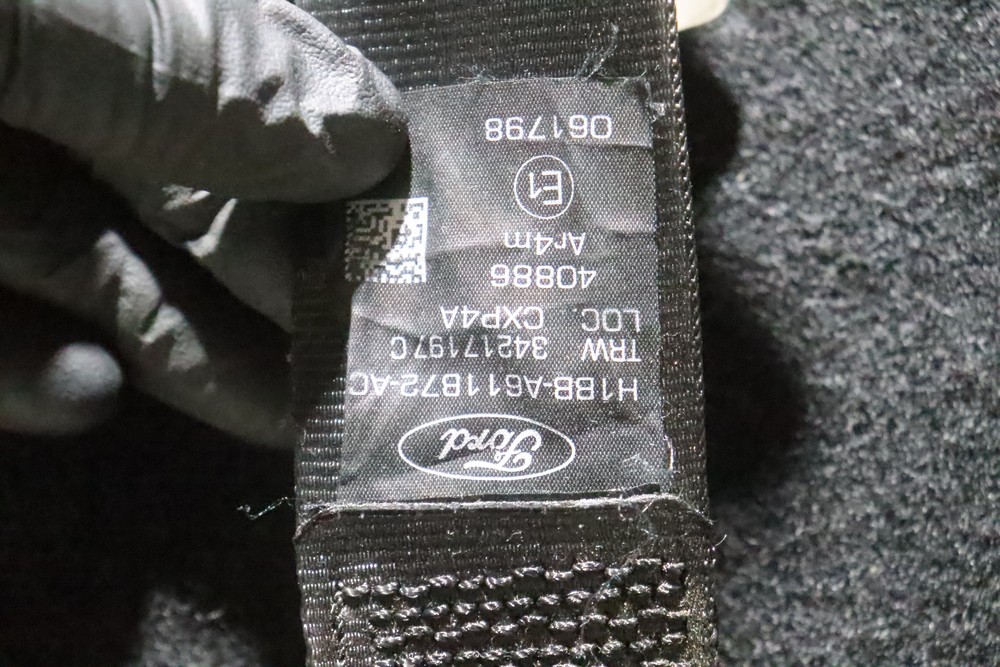 Ford
H1BB-A611B72-AC
TRW 34217197C
LOC. CXP4A
40886
Ar4m
E1
061798